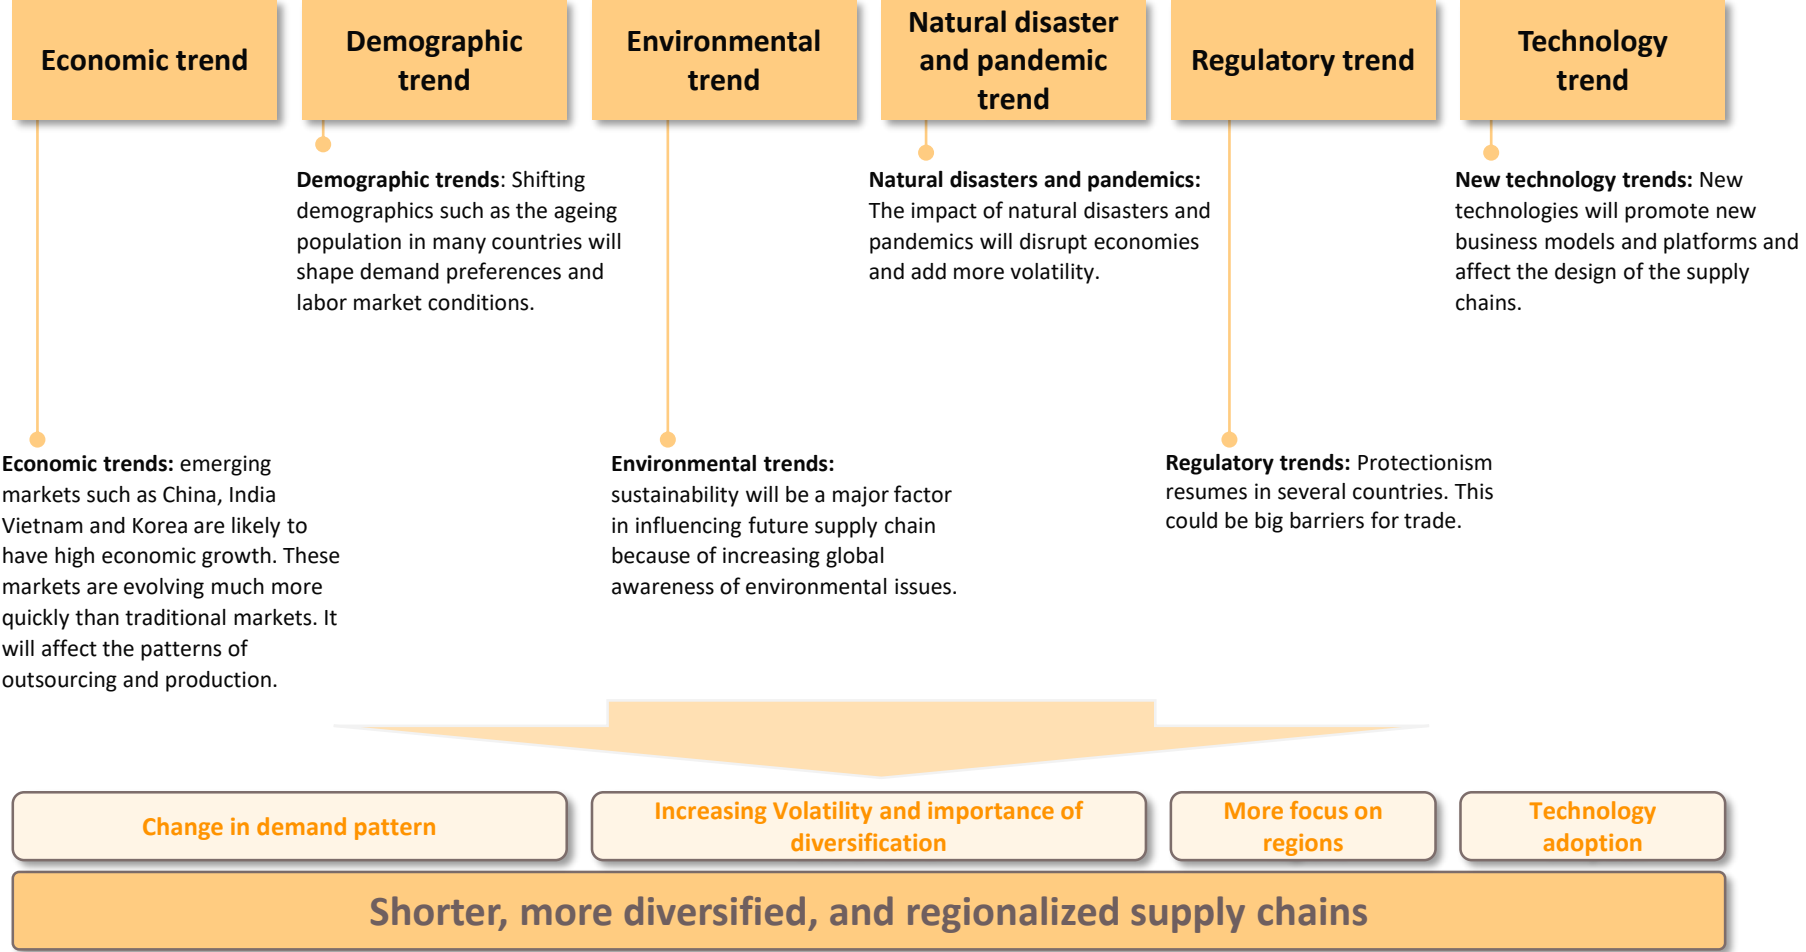 Economic trend
Demographic
trend
Environmental
trend
Natural disaster
and pandemic
trend
Regulatory trend
Technology
trend
Demographic trends: Shifting
demographics such as the ageing
population in many countries will
shape demand preferences and
labor market conditions.
Natural disasters and pandemics:
The impact of natural disasters and
pandemics will disrupt economies
and add more volatility.
New technology trends: New
technologies will promote new
business models and platforms and
affect the design of the supply
chains.
Economic trends: emerging
markets such as China, India
Vietnam and Korea are likely to
have high economic growth. These
markets are evolving much more
quickly than traditional markets. It
will affect the patterns of
outsourcing and production.
Environmental trends:
sustainability will be a major factor
in influencing future supply chain
because of increasing global
awareness of environmental issues.
Regulatory trends: Protectionism
resumes in several countries. This
could be big barriers for trade.
Change in demand pattern
Increasing Volatility and importance of
diversification
More focus on
regions
Technology
adoption
Shorter, more diversified, and regionalized supply chains